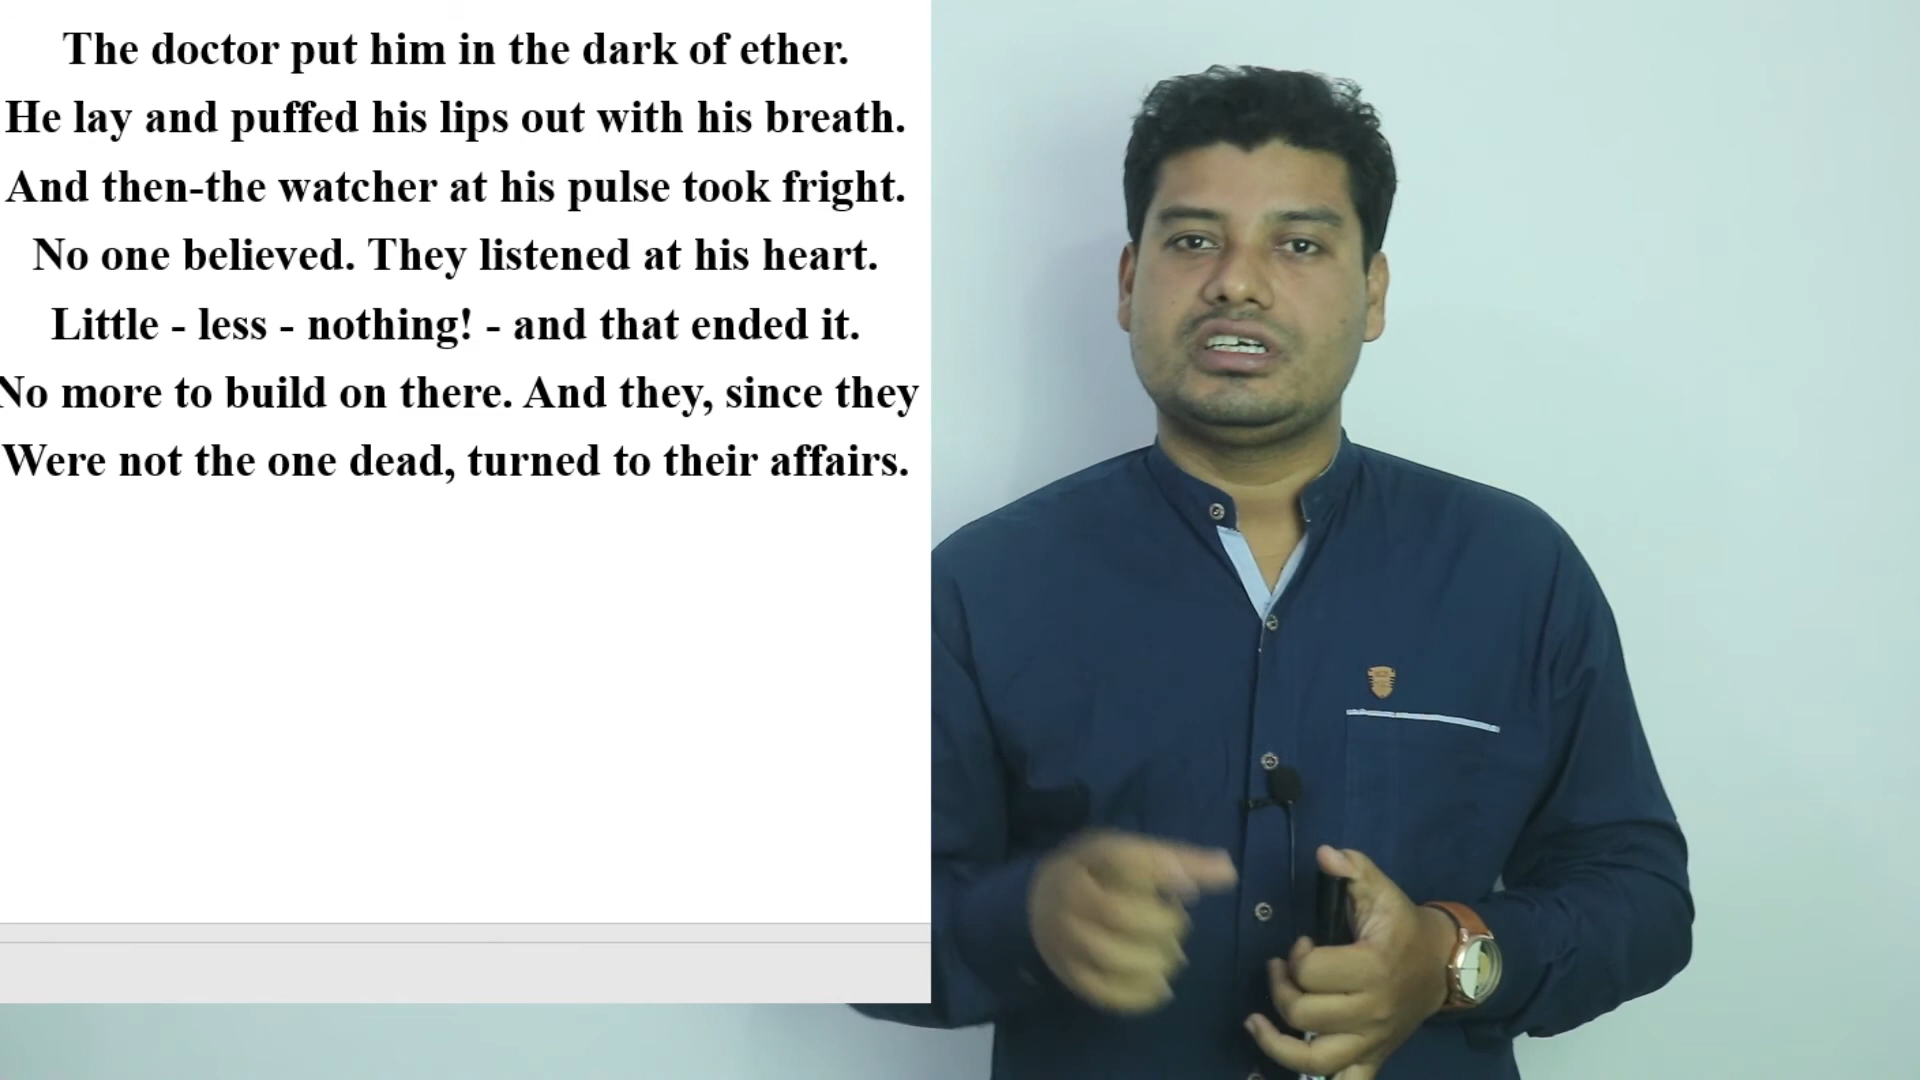 The doctor put him in the dark of ether.
He lay and puffed his lips out with his breath.
And then-the watcher at his pulse took fright.
No one believed. They listened at his heart.
Little - less - nothing! - and that ended it.
No more to build on there. And they, since they
Were not the one dead, turned to their affairs.